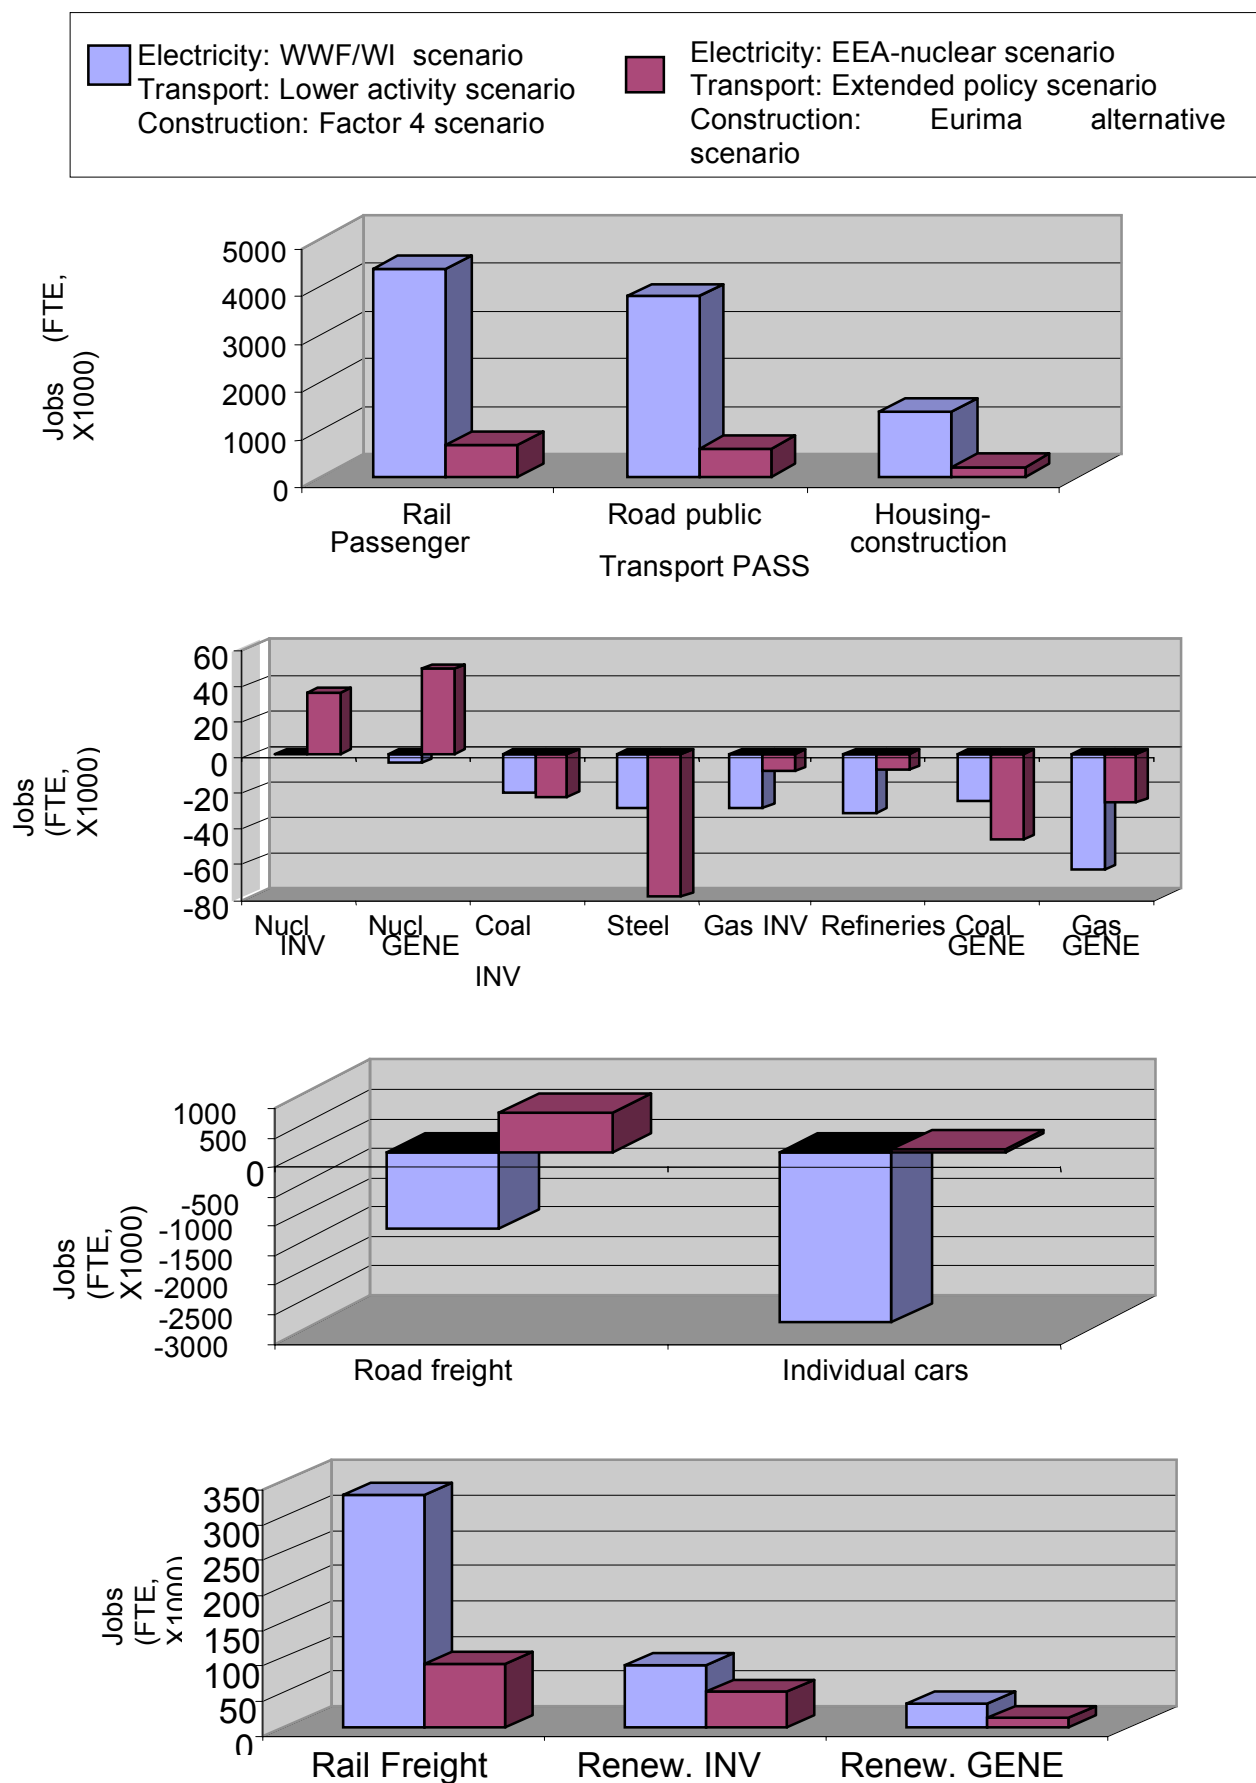 Electricity: WWF/WI scenario
Transport: Lower activity scenario
Construction: Factor 4 scenario
Electricity: EEA-nuclear scenario
Transport: Extended policy scenario
Construction: Eurima alternative
scenario
Jobs (FTE,
X1000)
5000
4000
3000
2000
1000
0
Rail
Passenger
Road public
Transport PASS
Housing-
construction
Jobs
(FTE,
X1000)
60
40
20
0
-20
-40
-60
-80
Nucl
INV
Nucl
GENE
Coal
INV
Steel
Gas INV
Refineries
Coal
GENE
Gas
GENE
Jobs
(FTE,
X1000)
1000
500
0
-500
-1000
-1500
-2000
-2500
-3000
Road freight
Individual cars
Jobs
(FTE,
X1000)
350
300
250
200
150
100
50
0
Rail Freight
Renew. INV
Renew. GENE